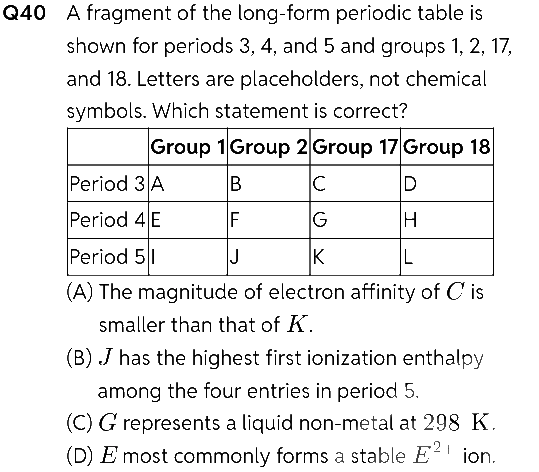 Q40 A fragment of the long-form periodic table is
shown for periods 3, 4, and 5 and groups 1, 2, 17,
and 18. Letters are placeholders, not chemical
symbols. Which statement is correct?
Group 1 Group 2 Group 17 Group 18
Period 3 A B C D
Period 4 E F G H
Period 5 I J K L
(A) The magnitude of electron affinity of C is
smaller than that of K.
(B) J has the highest first ionization enthalpy
among the four entries in period 5.
(C) G represents a liquid non-metal at 298 K.
(D) E most commonly forms a stable E²⁺ ion.